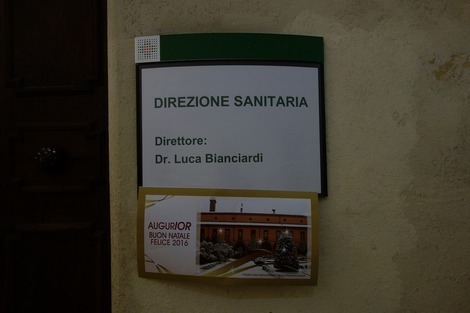 DIREZIONE SANITARIA
Direttore:
Dr. Luca Bianciardi
AUGURIOR
BUON NATALE
FELICE 2016